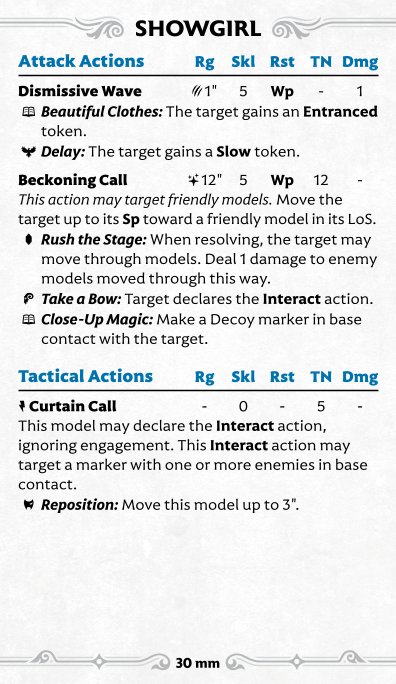 SHOWGIRL
Attack Actions Rg Skl Rst TN Dmg
Dismissive Wave 1" 5 Wp - 1
Beautiful Clothes: The target gains an Entranced
token.
Delay: The target gains a Slow token.
Beckoning Call 12" 5 Wp 12 -
This action may target friendly models. Move the
target up to its Sp toward a friendly model in its LoS.
Rush the Stage: When resolving, the target may
move through models. Deal 1 damage to enemy
models moved through this way.
Take a Bow: Target declares the Interact action.
Close-Up Magic: Make a Decoy marker in base
contact with the target.
Tactical Actions Rg Skl Rst TN Dmg
Curtain Call - 0 - 5 -
This model may declare the Interact action,
ignoring engagement. This Interact action may
target a marker with one or more enemies in base
contact.
Reposition: Move this model up to 3".
30 mm